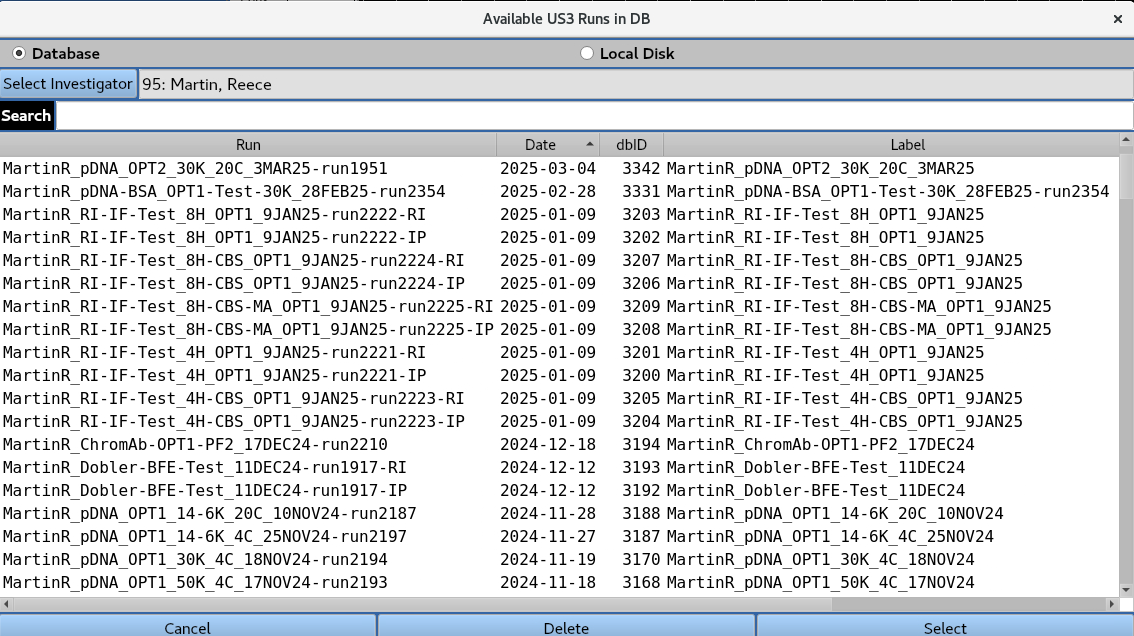 Available US3 Runs in DB ×
Database Local Disk
Select Investigator 95: Martin, Reece
Search
Run Date dbID Label
MartinR_pDNA_OPT2_30K_20C_3MAR25-run1951 2025-03-04 3342 MartinR_pDNA_OPT2_30K_20C_3MAR25
MartinR_pDNA-BSA_OPT1-Test-30K_28FEB25-run2354 2025-02-28 3331 MartinR_pDNA-BSA_OPT1-Test-30K_28FEB25-run2354
MartinR_RI-IF-Test_8H_OPT1_9JAN25-run2222-RI 2025-01-09 3203 MartinR_RI-IF-Test_8H_OPT1_9JAN25
MartinR_RI-IF-Test_8H_OPT1_9JAN25-run2222-IP 2025-01-09 3202 MartinR_RI-IF-Test_8H_OPT1_9JAN25
MartinR_RI-IF-Test_8H-CBS_OPT1_9JAN25-run2224-RI 2025-01-09 3207 MartinR_RI-IF-Test_8H-CBS_OPT1_9JAN25
MartinR_RI-IF-Test_8H-CBS_OPT1_9JAN25-run2224-IP 2025-01-09 3206 MartinR_RI-IF-Test_8H-CBS_OPT1_9JAN25
MartinR_RI-IF-Test_8H-CBS-MA_OPT1_9JAN25-run2225-RI 2025-01-09 3209 MartinR_RI-IF-Test_8H-CBS-MA_OPT1_9JAN25
MartinR_RI-IF-Test_8H-CBS-MA_OPT1_9JAN25-run2225-IP 2025-01-09 3208 MartinR_RI-IF-Test_8H-CBS-MA_OPT1_9JAN25
MartinR_RI-IF-Test_4H_OPT1_9JAN25-run2221-RI 2025-01-09 3201 MartinR_RI-IF-Test_4H_OPT1_9JAN25
MartinR_RI-IF-Test_4H_OPT1_9JAN25-run2221-IP 2025-01-09 3200 MartinR_RI-IF-Test_4H_OPT1_9JAN25
MartinR_RI-IF-Test_4H-CBS_OPT1_9JAN25-run2223-RI 2025-01-09 3205 MartinR_RI-IF-Test_4H-CBS_OPT1_9JAN25
MartinR_RI-IF-Test_4H-CBS_OPT1_9JAN25-run2223-IP 2025-01-09 3204 MartinR_RI-IF-Test_4H-CBS_OPT1_9JAN25
MartinR_ChromAb-OPT1-PF2_17DEC24-run2210 2024-12-18 3194 MartinR_ChromAb-OPT1-PF2_17DEC24
MartinR_Dobler-BFE-Test_11DEC24-run1917-RI 2024-12-12 3193 MartinR_Dobler-BFE-Test_11DEC24
MartinR_Dobler-BFE-Test_11DEC24-run1917-IP 2024-12-12 3192 MartinR_Dobler-BFE-Test_11DEC24
MartinR_pDNA_OPT1_14-6K_20C_10NOV24-run2187 2024-11-28 3188 MartinR_pDNA_OPT1_14-6K_20C_10NOV24
MartinR_pDNA_OPT1_14-6K_4C_25NOV24-run2197 2024-11-27 3187 MartinR_pDNA_OPT1_14-6K_4C_25NOV24
MartinR_pDNA_OPT1_30K_4C_18NOV24-run2194 2024-11-19 3170 MartinR_pDNA_OPT1_30K_4C_18NOV24
MartinR_pDNA_OPT1_50K_4C_17NOV24-run2193 2024-11-18 3168 MartinR_pDNA_OPT1_50K_4C_17NOV24
Cancel Delete Select